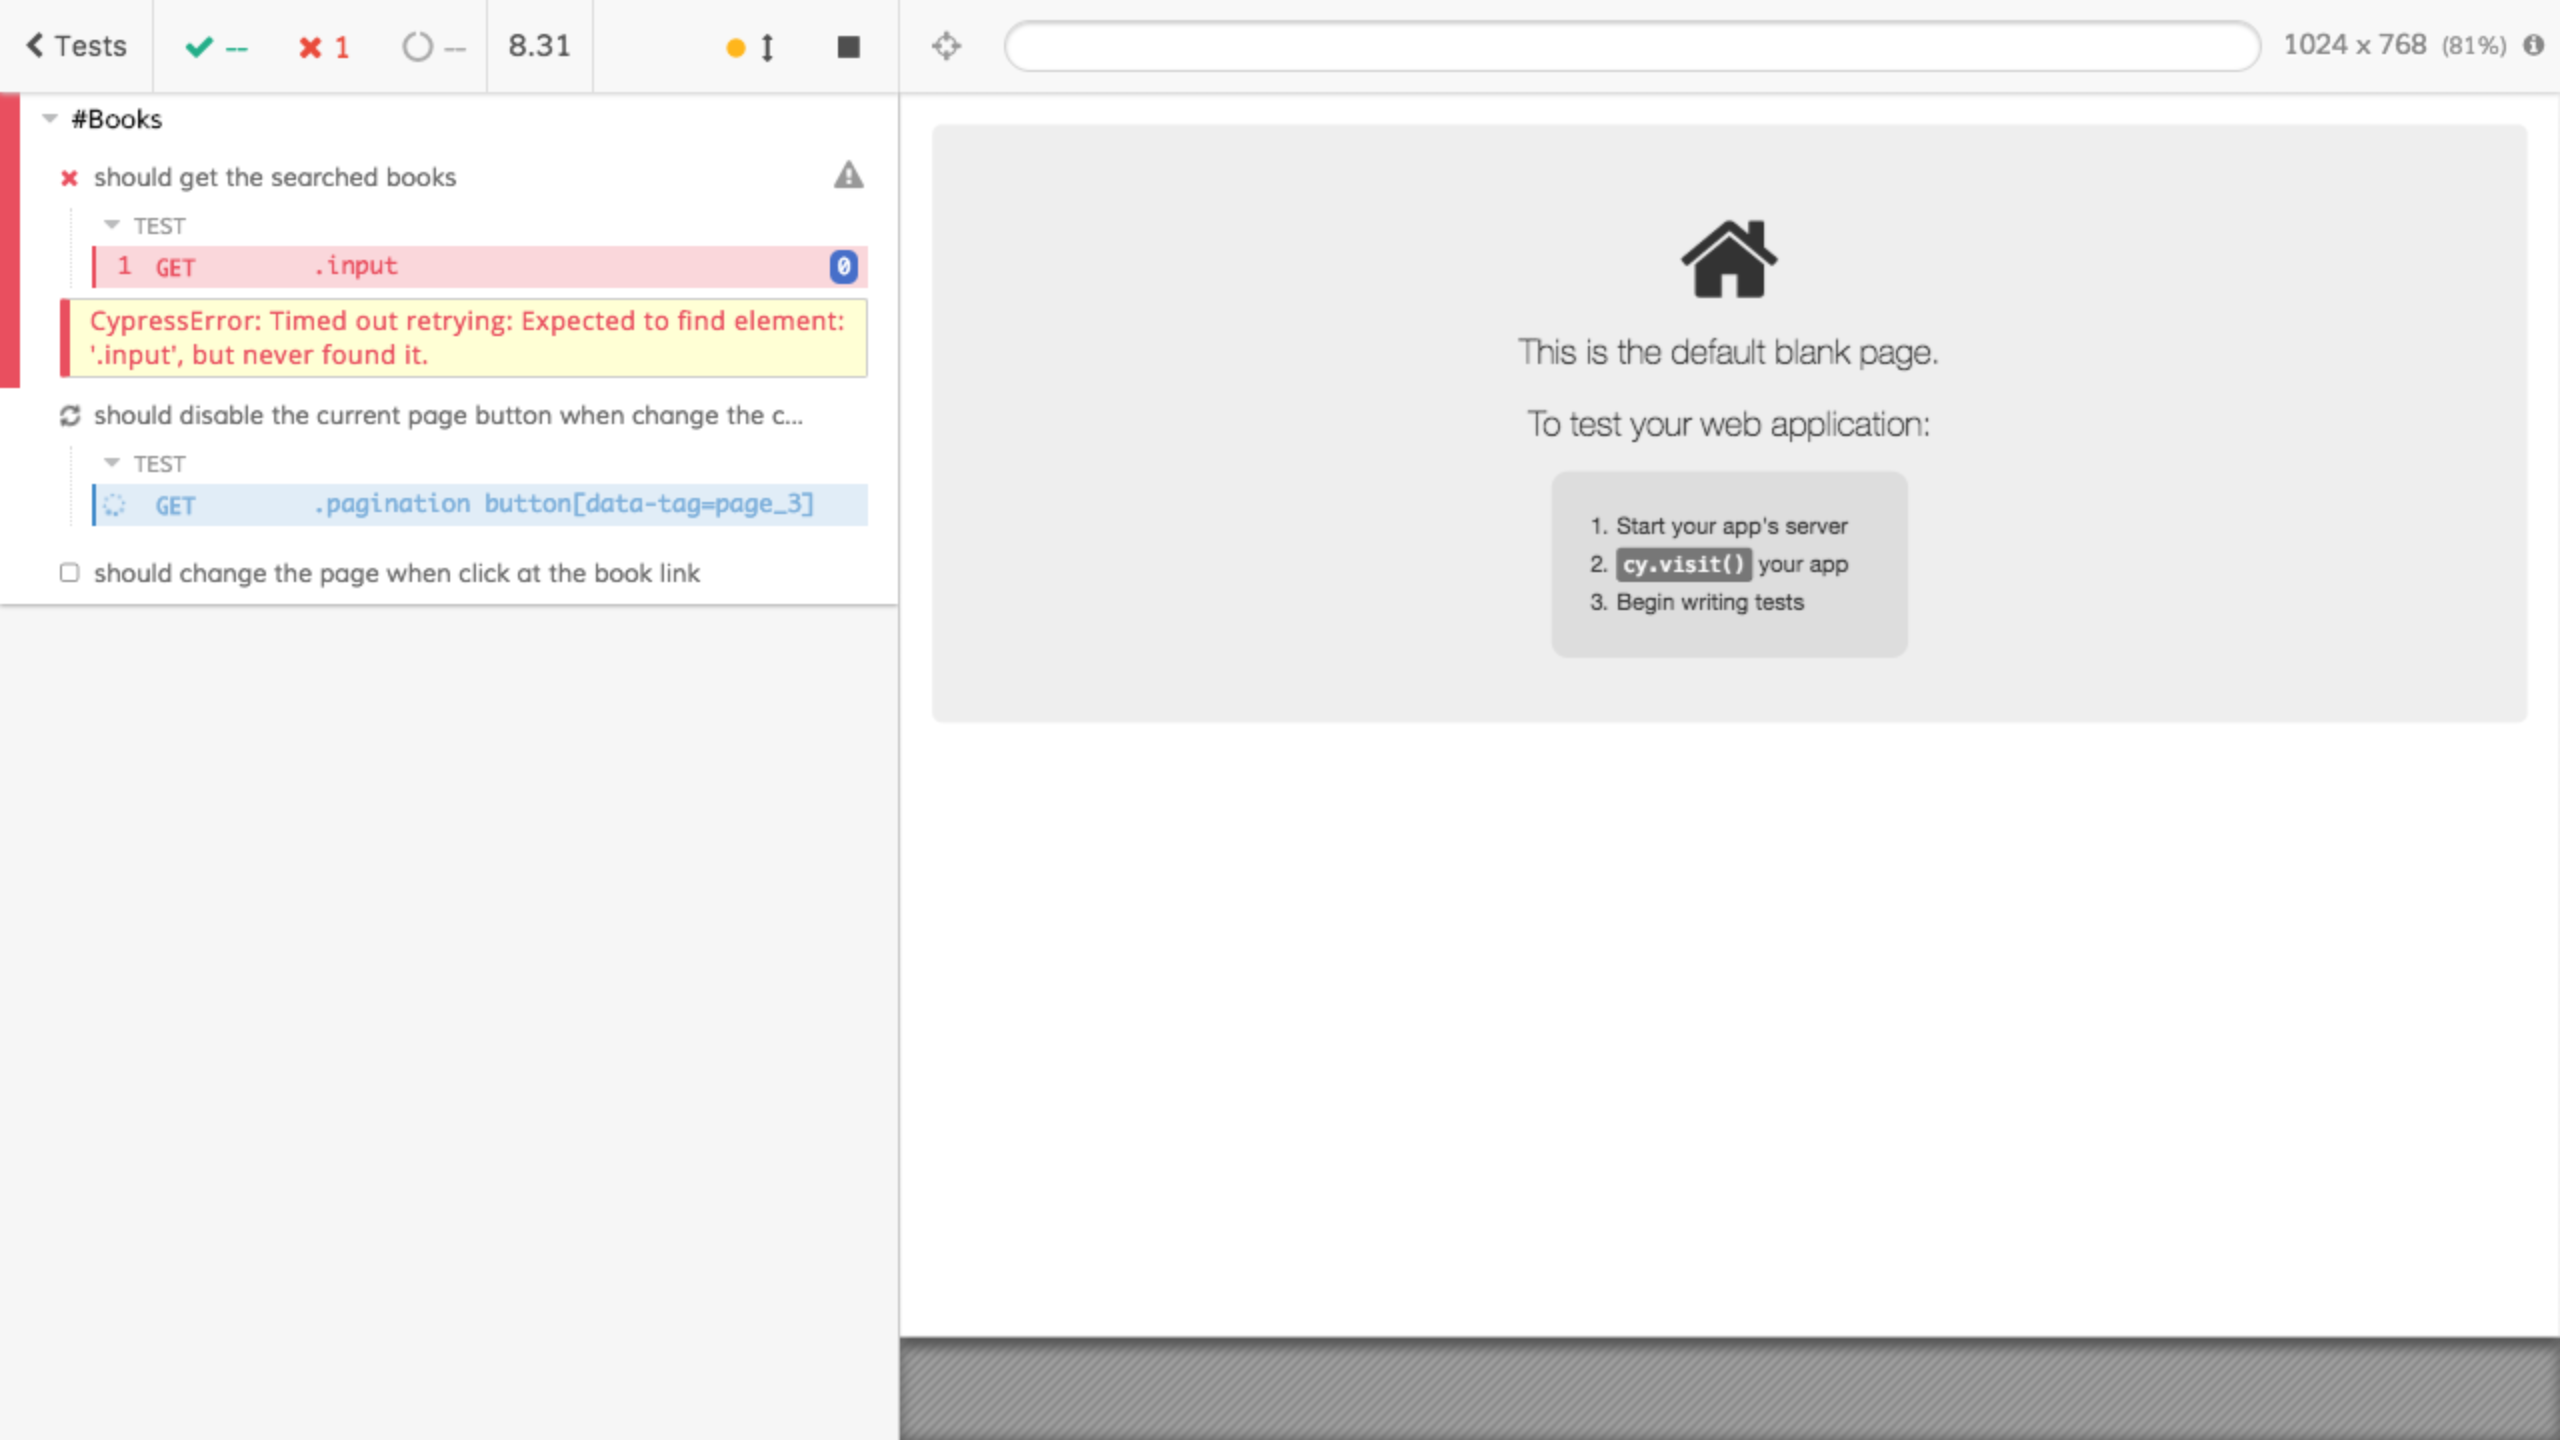 Tests -- 1 -- 8.31 1024 x 768 (81%)
#Books
should get the searched books
TEST
1 GET .input 0
CypressError: Timed out retrying: Expected to find element:
'.input', but never found it.
should disable the current page button when change the c...
TEST
GET .pagination button[data-tag=page_3]
should change the page when click at the book link
This is the default blank page.
To test your web application:
1. Start your app's server
2. cy.visit() your app
3. Begin writing tests